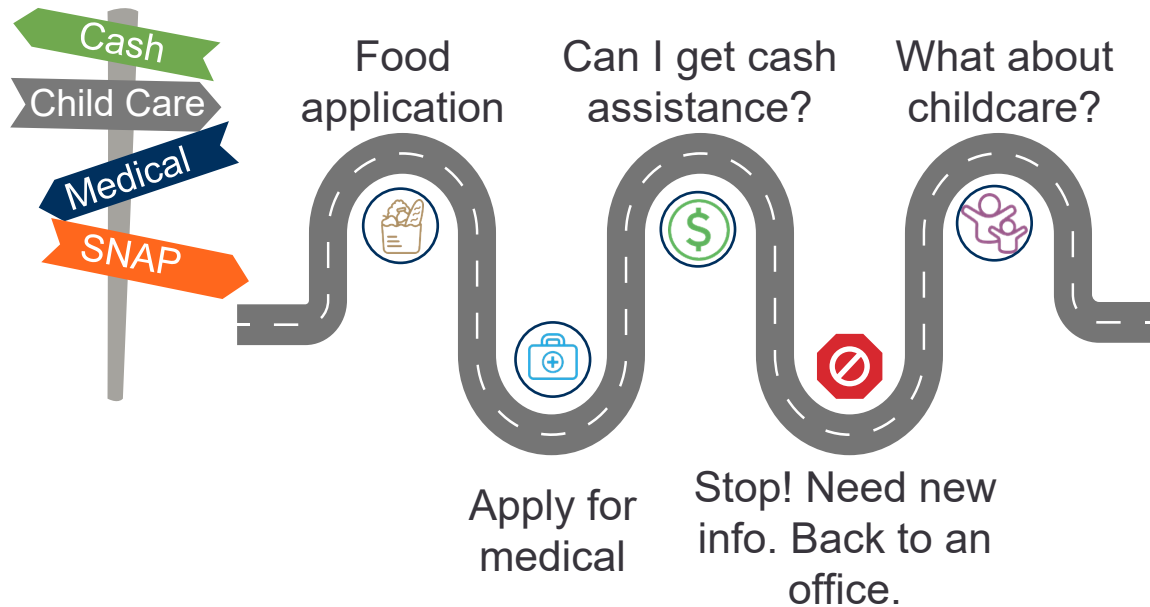 Cash
Child Care
Medical
SNAP
Food
application
Can I get cash
assistance?
What about
childcare?
$
Apply for
medical
Stop! Need new
info. Back to an
office.